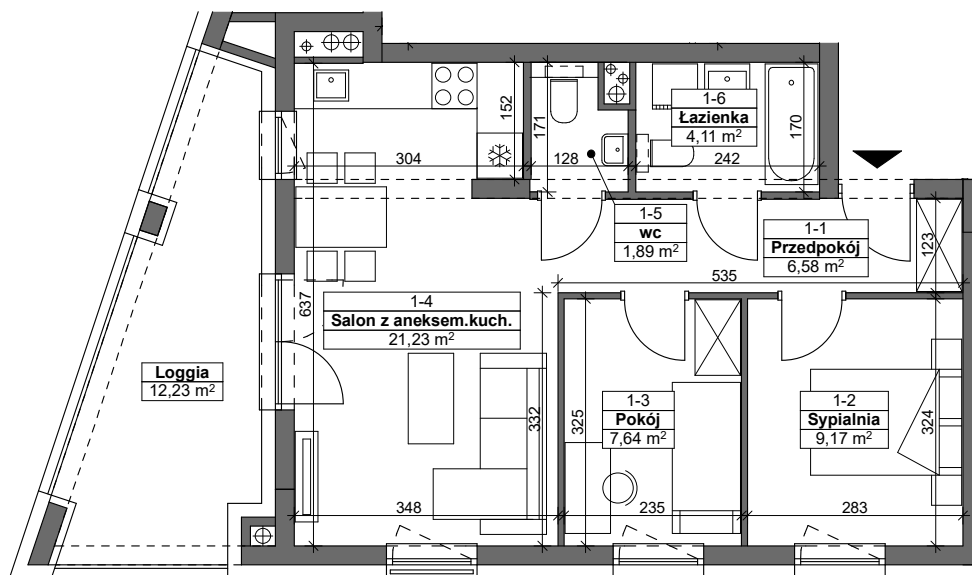 1-6
Łazienka
4,11 m²
152
171
170
304
128
242
1-5
wc
1,89 m²
1-1
Przedpokój
6,58 m²
123
535
637
1-4
Salon z aneksem.kuch.
21,23 m²
Loggia
12,23 m²
332
325
1-3
Pokój
7,64 m²
1-2
Sypialnia
9,17 m²
324
348
235
283